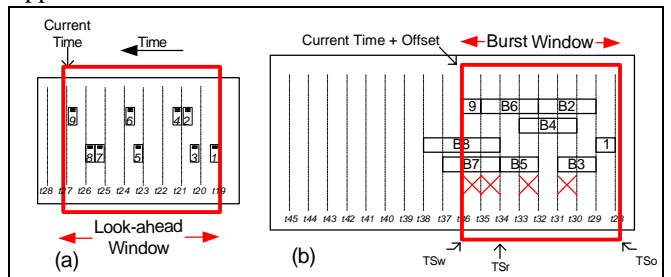 Current Time
Time
9
6
4 2
8 7
5
3
1
t28 t27 t26 t25 t24 t23 t22 t21 t20 t19
Look-ahead Window
(a)
Current Time + Offset
Burst Window
9 B6 B2
B4
B8
1
B7 B5 B3
t45 t44 t43 t42 t41 t40 t39 t38 t37 t36 t35 t34 t33 t32 t31 t30 t29 t28
(b)
TSw
TSr
TSo